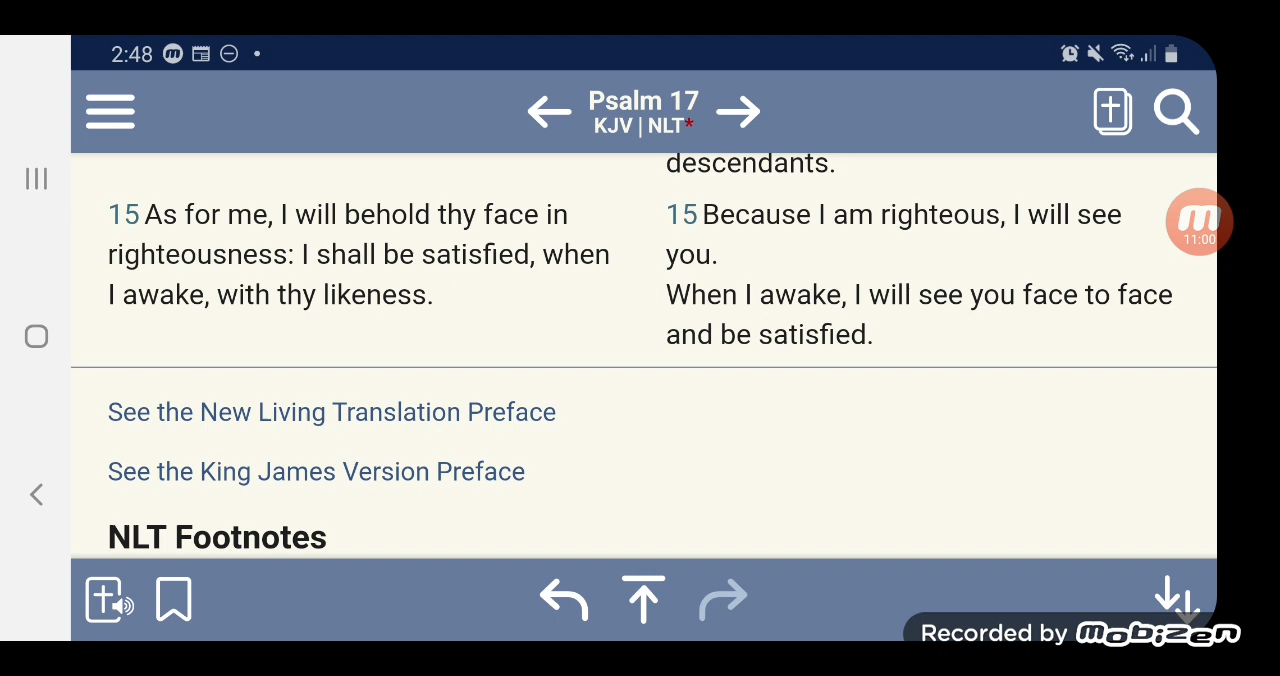 2:48
Psalm 17
KJV | NLT*
descendants.
15 As for me, I will behold thy face in
righteousness: I shall be satisfied, when
I awake, with thy likeness.
15 Because I am righteous, I will see
you.
When I awake, I will see you face to face
and be satisfied.
11:00
See the New Living Translation Preface
See the King James Version Preface
NLT Footnotes
Recorded by mobizen